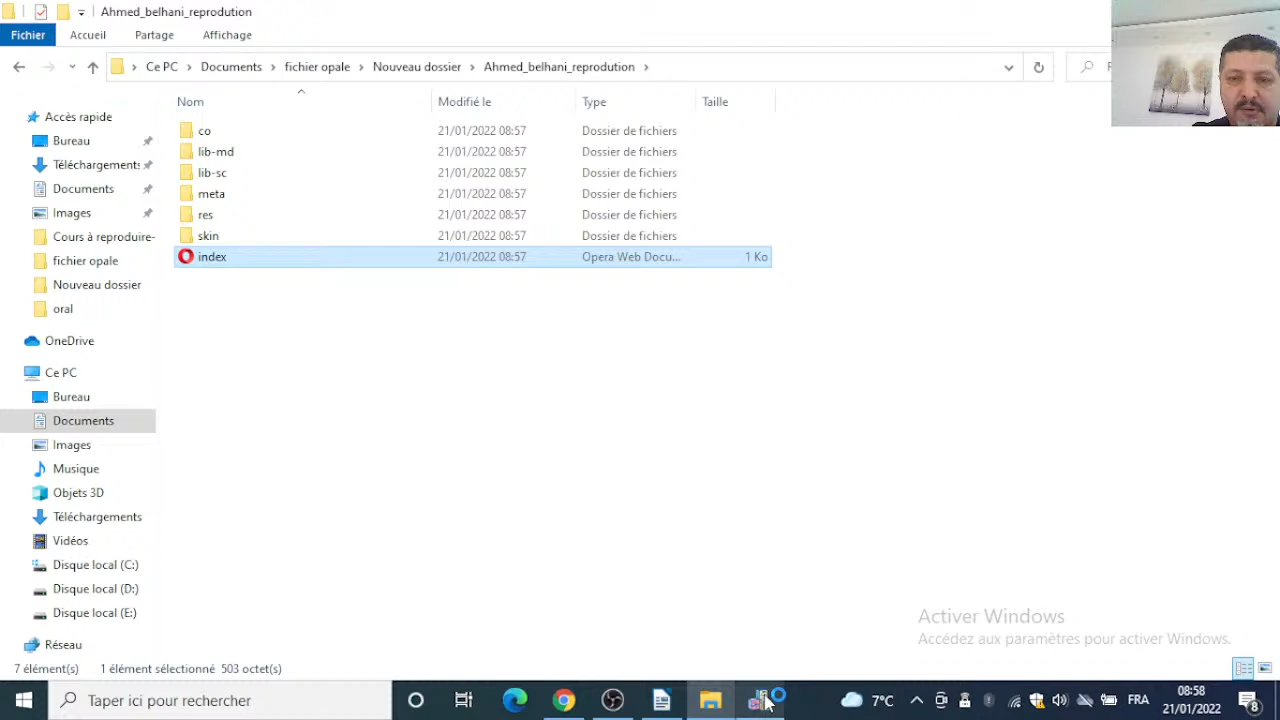 Ahmed_belhani_reprodution
Fichier Accueil Partage Affichage
Ce PC Documents fichier opale Nouveau dossier Ahmed_belhani_reprodution
Nom Modifié le Type Taille
co 21/01/2022 08:57 Dossier de fichiers
lib-md 21/01/2022 08:57 Dossier de fichiers
lib-sc 21/01/2022 08:57 Dossier de fichiers
meta 21/01/2022 08:57 Dossier de fichiers
res 21/01/2022 08:57 Dossier de fichiers
skin 21/01/2022 08:57 Dossier de fichiers
index 21/01/2022 08:57 Opera Web Docu... 1 Ko
Accès rapide
Bureau
Téléchargements
Documents
Images
Cours à reproduire-
fichier opale
Nouveau dossier
oral
OneDrive
Ce PC
Bureau
Documents
Images
Musique
Objets 3D
Téléchargements
Vidéos
Disque local (C:)
Disque local (D:)
Disque local (E:)
Réseau
Activer Windows
Accédez aux paramètres pour activer Windows.
7 élément(s) 1 élément sélectionné 503 octet(s)
Taper ici pour rechercher
7°C FRA 08:58
21/01/2022 8